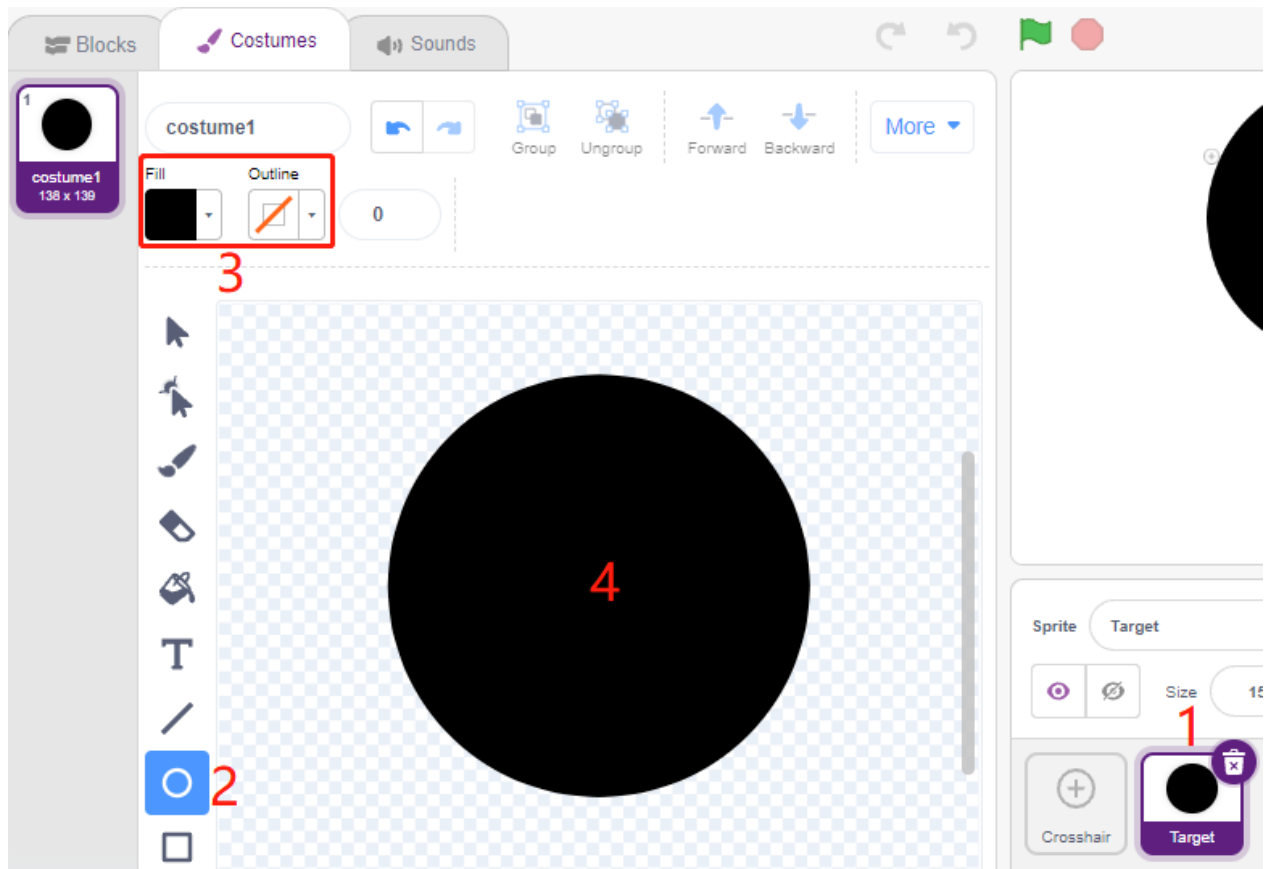 Blocks
Costumes
Sounds
1
costume1
138 x 139
costume1
Group
Ungroup
Forward
Backward
More
Fill
Outline
0
3
4
T
2
Sprite
Target
Size
15
1
Crosshair
Target